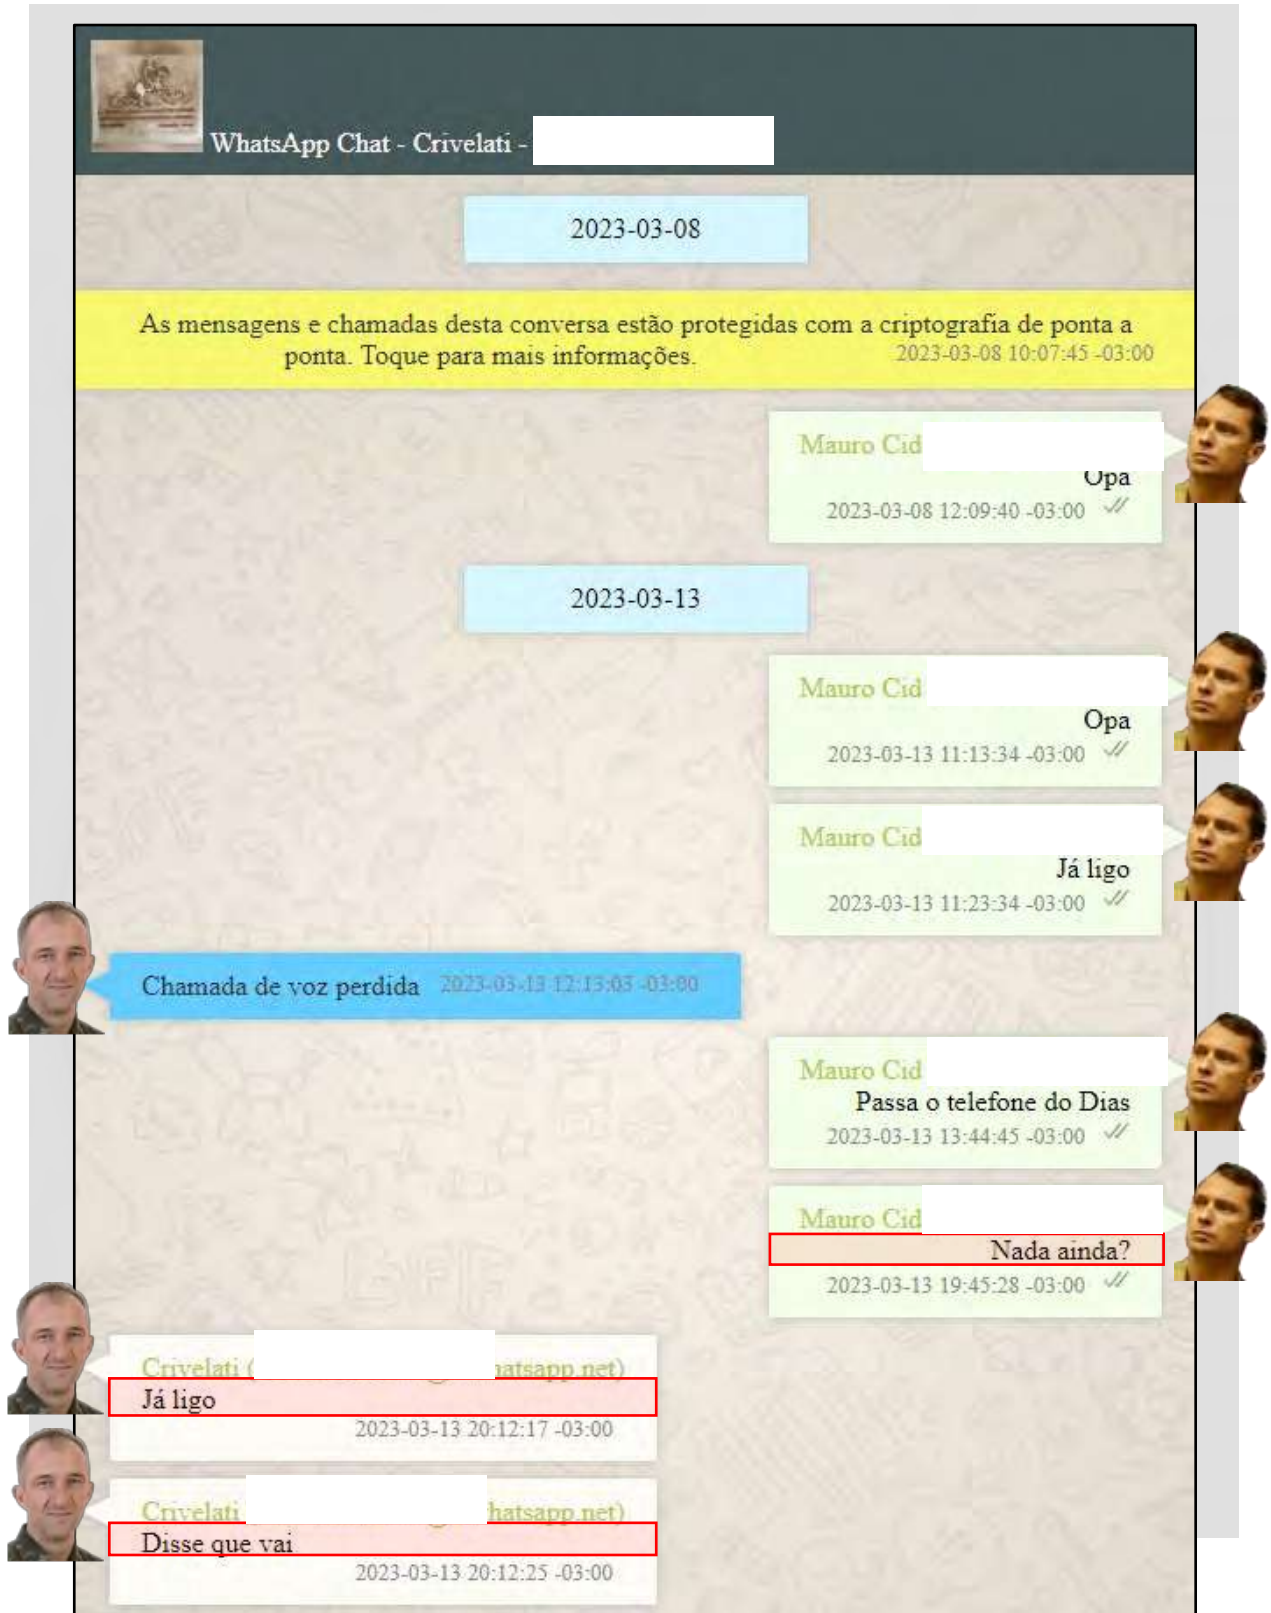 WhatsApp Chat - Crivelati -
2023-03-08
As mensagens e chamadas desta conversa estão protegidas com a criptografia de ponta a
ponta. Toque para mais informações. 2023-03-08 10:07:45 -03:00
Mauro Cid
Opa
2023-03-08 12:09:40 -03:00
2023-03-13
Mauro Cid
Opa
2023-03-13 11:13:34 -03:00
Mauro Cid
Já ligo
2023-03-13 11:23:34 -03:00
Chamada de voz perdida 2023-03-13 12:13:03 -03:00
Mauro Cid
Passa o telefone do Dias
2023-03-13 13:44:45 -03:00
Mauro Cid
Nada ainda?
2023-03-13 19:45:28 -03:00
Crivelati ( hatsapp.net)
Já ligo
2023-03-13 20:12:17 -03:00
Crivelati hatsapp.net)
Disse que vai
2023-03-13 20:12:25 -03:00